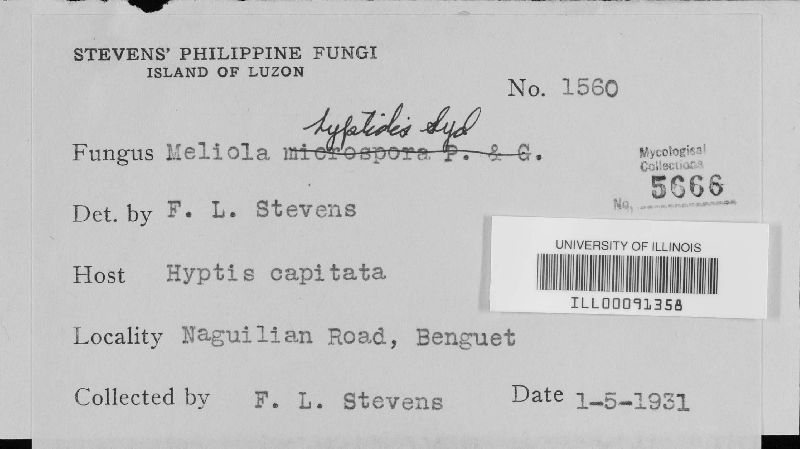 STEVENS' PHILIPPINE FUNGI
ISLAND OF LUZON
No. 1560
hyptidis Syd
Fungus Meliola microspora P. & G.
Mycological
Collections
No. 5666
Det. by F. L. Stevens
UNIVERSITY OF ILLINOIS
ILL00091358
Host Hyptis capitata
Locality Naguilian Road, Benguet
Collected by F. L. Stevens Date 1-5-1931